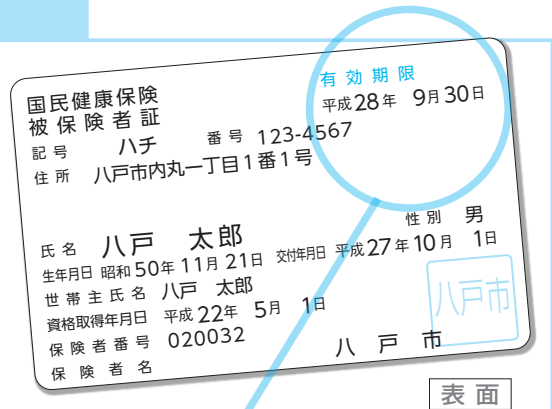 国民健康保険
被保険者証
有効期限
平成28年 9月30日
記号 ハチ 番号 123-4567
住所 八戸市内丸一丁目1番1号
氏名 八戸 太郎 性別 男
生年月日 昭和50年11月21日 交付年月日 平成27年10月 1日
世帯主氏名 八戸 太郎
資格取得年月日 平成22年 5月 1日
保険者番号 020032
保険者名 八戸市
八戸市
表面